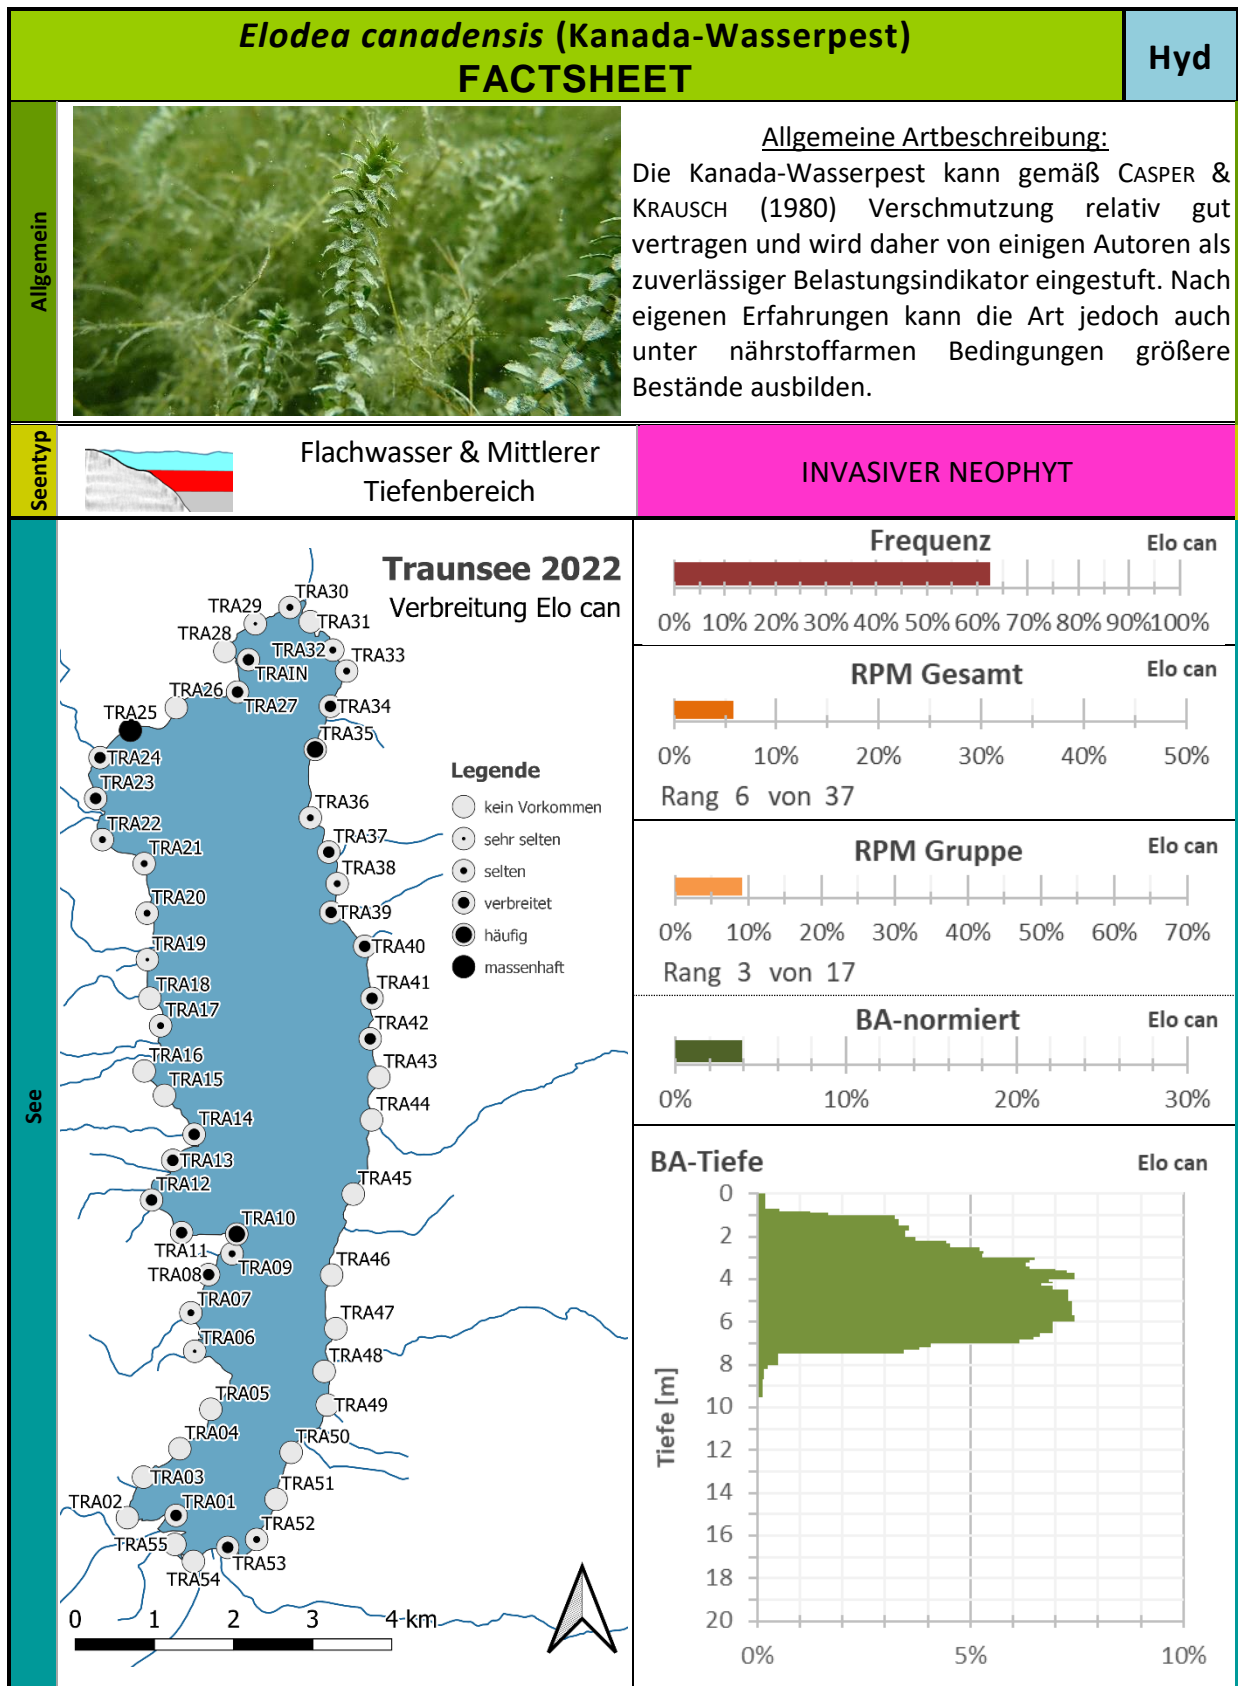 Elodea canadensis (Kanada-Wasserpest)
FACTSHEET
Hyd
Allgemein
Allgemeine Artbeschreibung:
Die Kanada-Wasserpest kann gemäß CASPER &
KRAUSCH (1980) Verschmutzung relativ gut
vertragen und wird daher von einigen Autoren als
zuverlässiger Belastungsindikator eingestuft. Nach
eigenen Erfahrungen kann die Art jedoch auch
unter nährstoffarmen Bedingungen größere
Bestände ausbilden.
Seentyp
Flachwasser & Mittlerer
Tiefenbereich
INVASIVER NEOPHYT
See
Traunsee 2022
Verbreitung Elo can
TRA30
TRA29
TRA31
TRA28
TRA32
TRA33
TRAIN
TRA26
TRA27
TRA34
TRA25
TRA35
TRA24
TRA23
TRA36
TRA22
TRA37
TRA21
TRA38
TRA20
TRA39
TRA19
TRA40
TRA18
TRA41
TRA17
TRA42
TRA16
TRA43
TRA15
TRA44
TRA14
TRA13
TRA12
TRA45
TRA10
TRA11
TRA09
TRA46
TRA08
TRA07
TRA47
TRA06
TRA48
TRA05
TRA49
TRA04
TRA50
TRA03
TRA51
TRA02
TRA01
TRA52
TRA55
TRA53
TRA54
Legende
kein Vorkommen
sehr selten
selten
verbreitet
häufig
massenhaft
0 1 2 3 4 km
Frequenz
Elo can
0% 10% 20% 30% 40% 50% 60% 70% 80% 90%100%
RPM Gesamt
Elo can
0% 10% 20% 30% 40% 50%
Rang 6 von 37
RPM Gruppe
Elo can
0% 10% 20% 30% 40% 50% 60% 70%
Rang 3 von 17
BA-normiert
Elo can
0% 10% 20% 30%
BA-Tiefe
Elo can
Tiefe [m]
0
2
4
6
8
10
12
14
16
18
20
0% 5% 10%